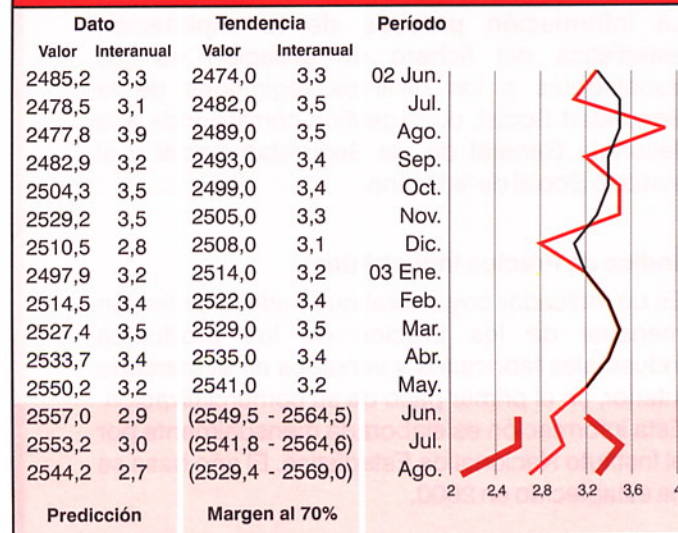 Dato Tendencia Período
Valor Interanual Valor Interanual
2485,2 3,3 2474,0 3,3 02 Jun.
2478,5 3,1 2482,0 3,5 Jul.
2477,8 3,9 2489,0 3,5 Ago.
2482,9 3,2 2493,0 3,4 Sep.
2504,3 3,5 2499,0 3,4 Oct.
2529,2 3,5 2505,0 3,3 Nov.
2510,5 2,8 2508,0 3,1 Dic.
2497,9 3,2 2514,0 3,2 03 Ene.
2514,5 3,4 2522,0 3,4 Feb.
2527,4 3,5 2529,0 3,5 Mar.
2533,7 3,4 2535,0 3,4 Abr.
2550,2 3,2 2541,0 3,2 May.
2557,0 2,9 (2549,5 - 2564,5) Jun.
2553,2 3,0 (2541,8 - 2564,6) Jul.
2544,2 2,7 (2529,4 - 2569,0) Ago.
2 2,4 2,8 3,2 3,6 4
Predicción Margen al 70%